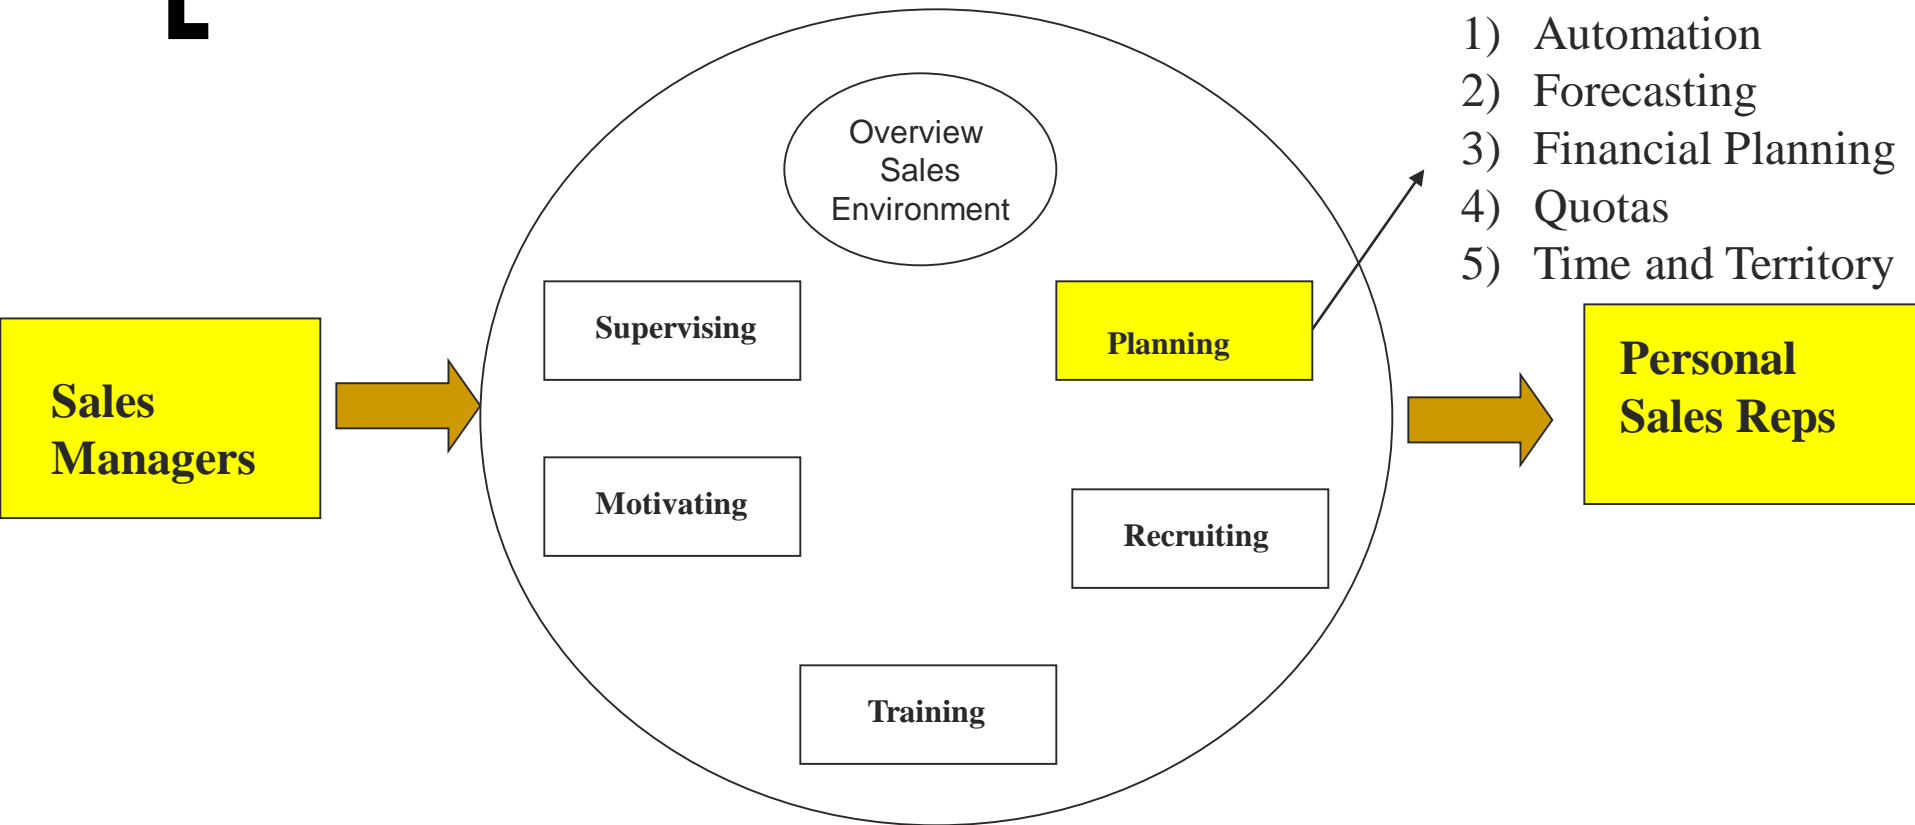 1) Automation
2) Forecasting
3) Financial Planning
4) Quotas
5) Time and Territory
Overview
Sales
Environment
Supervising
Planning
Sales
Managers
Personal
Sales Reps
Motivating
Recruiting
Training